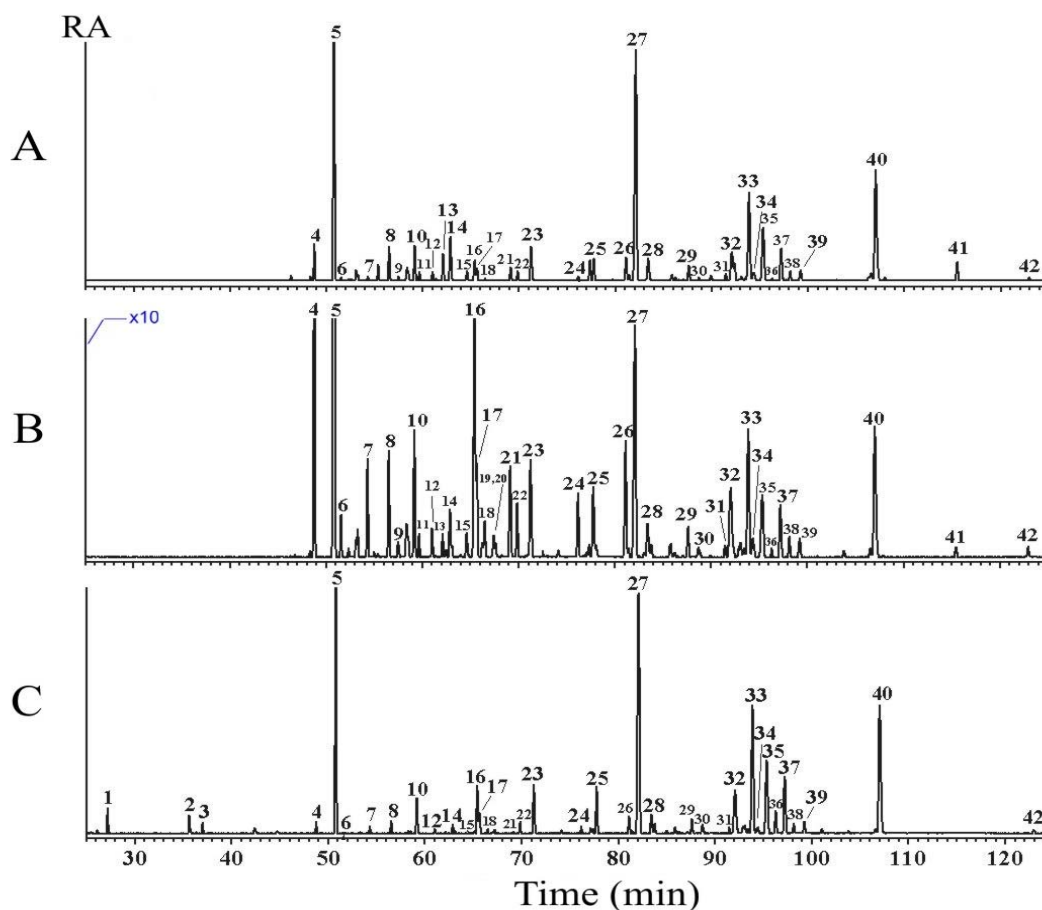 RA
A
5 27
4 6 7 8 9 10 11 12 13 14 15 16 17 18 21 22 23 24 25 26 28 29 30 31 32 33 34 35 36 37 38 39 40 41 42
x10
B
4 5 16 27
6 7 8 9 10 11 12 13 14 15 17 18 19,20 21 22 23 24 25 26 28 29 30 31 32 33 34 35 36 37 38 39 40 41 42
C
5 27
1 2 3 4 6 7 8 10 12 14 15 16 17 18 21 22 23 24 25 26 28 29 30 31 32 33 34 35 36 37 38 39 40 42
30 40 50 60 70 80 90 100 110 120
Time (min)